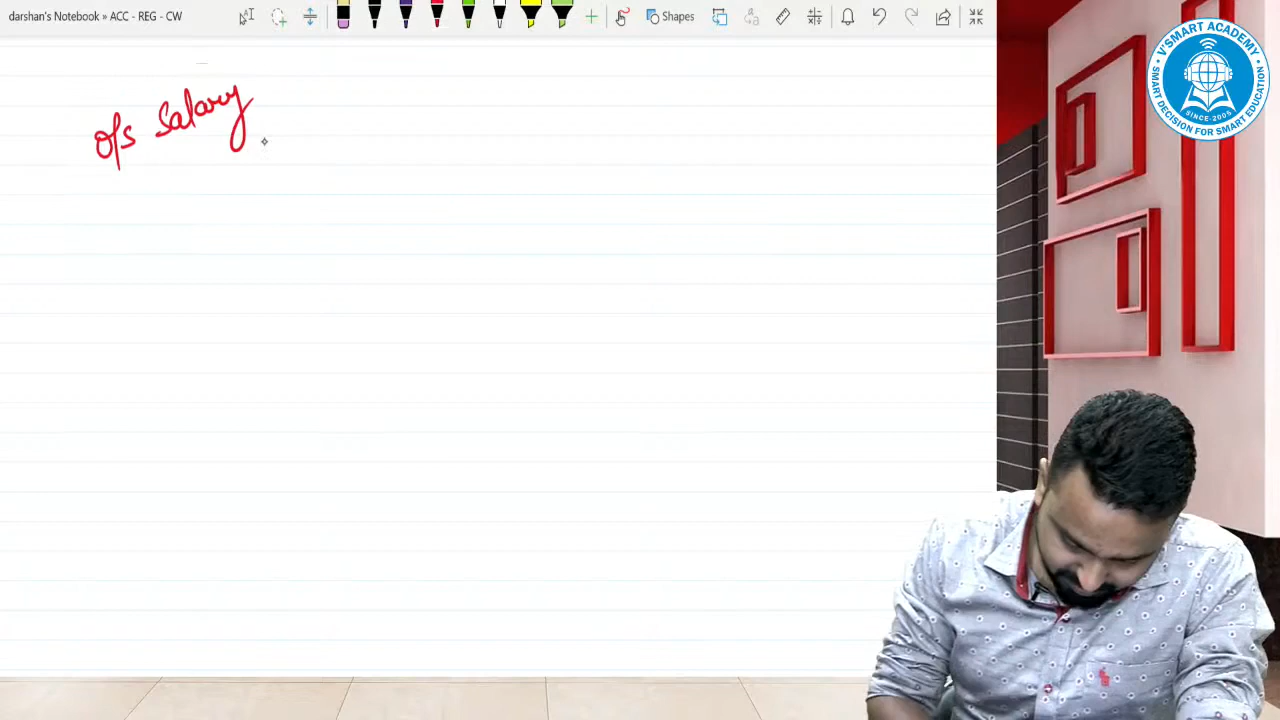 darshan's Notebook » ACC - REG - CW
Shapes
o/s Salary
V'SMART ACADEMY
SMART DECISION FOR SMART EDUCATION
SINCE-2005